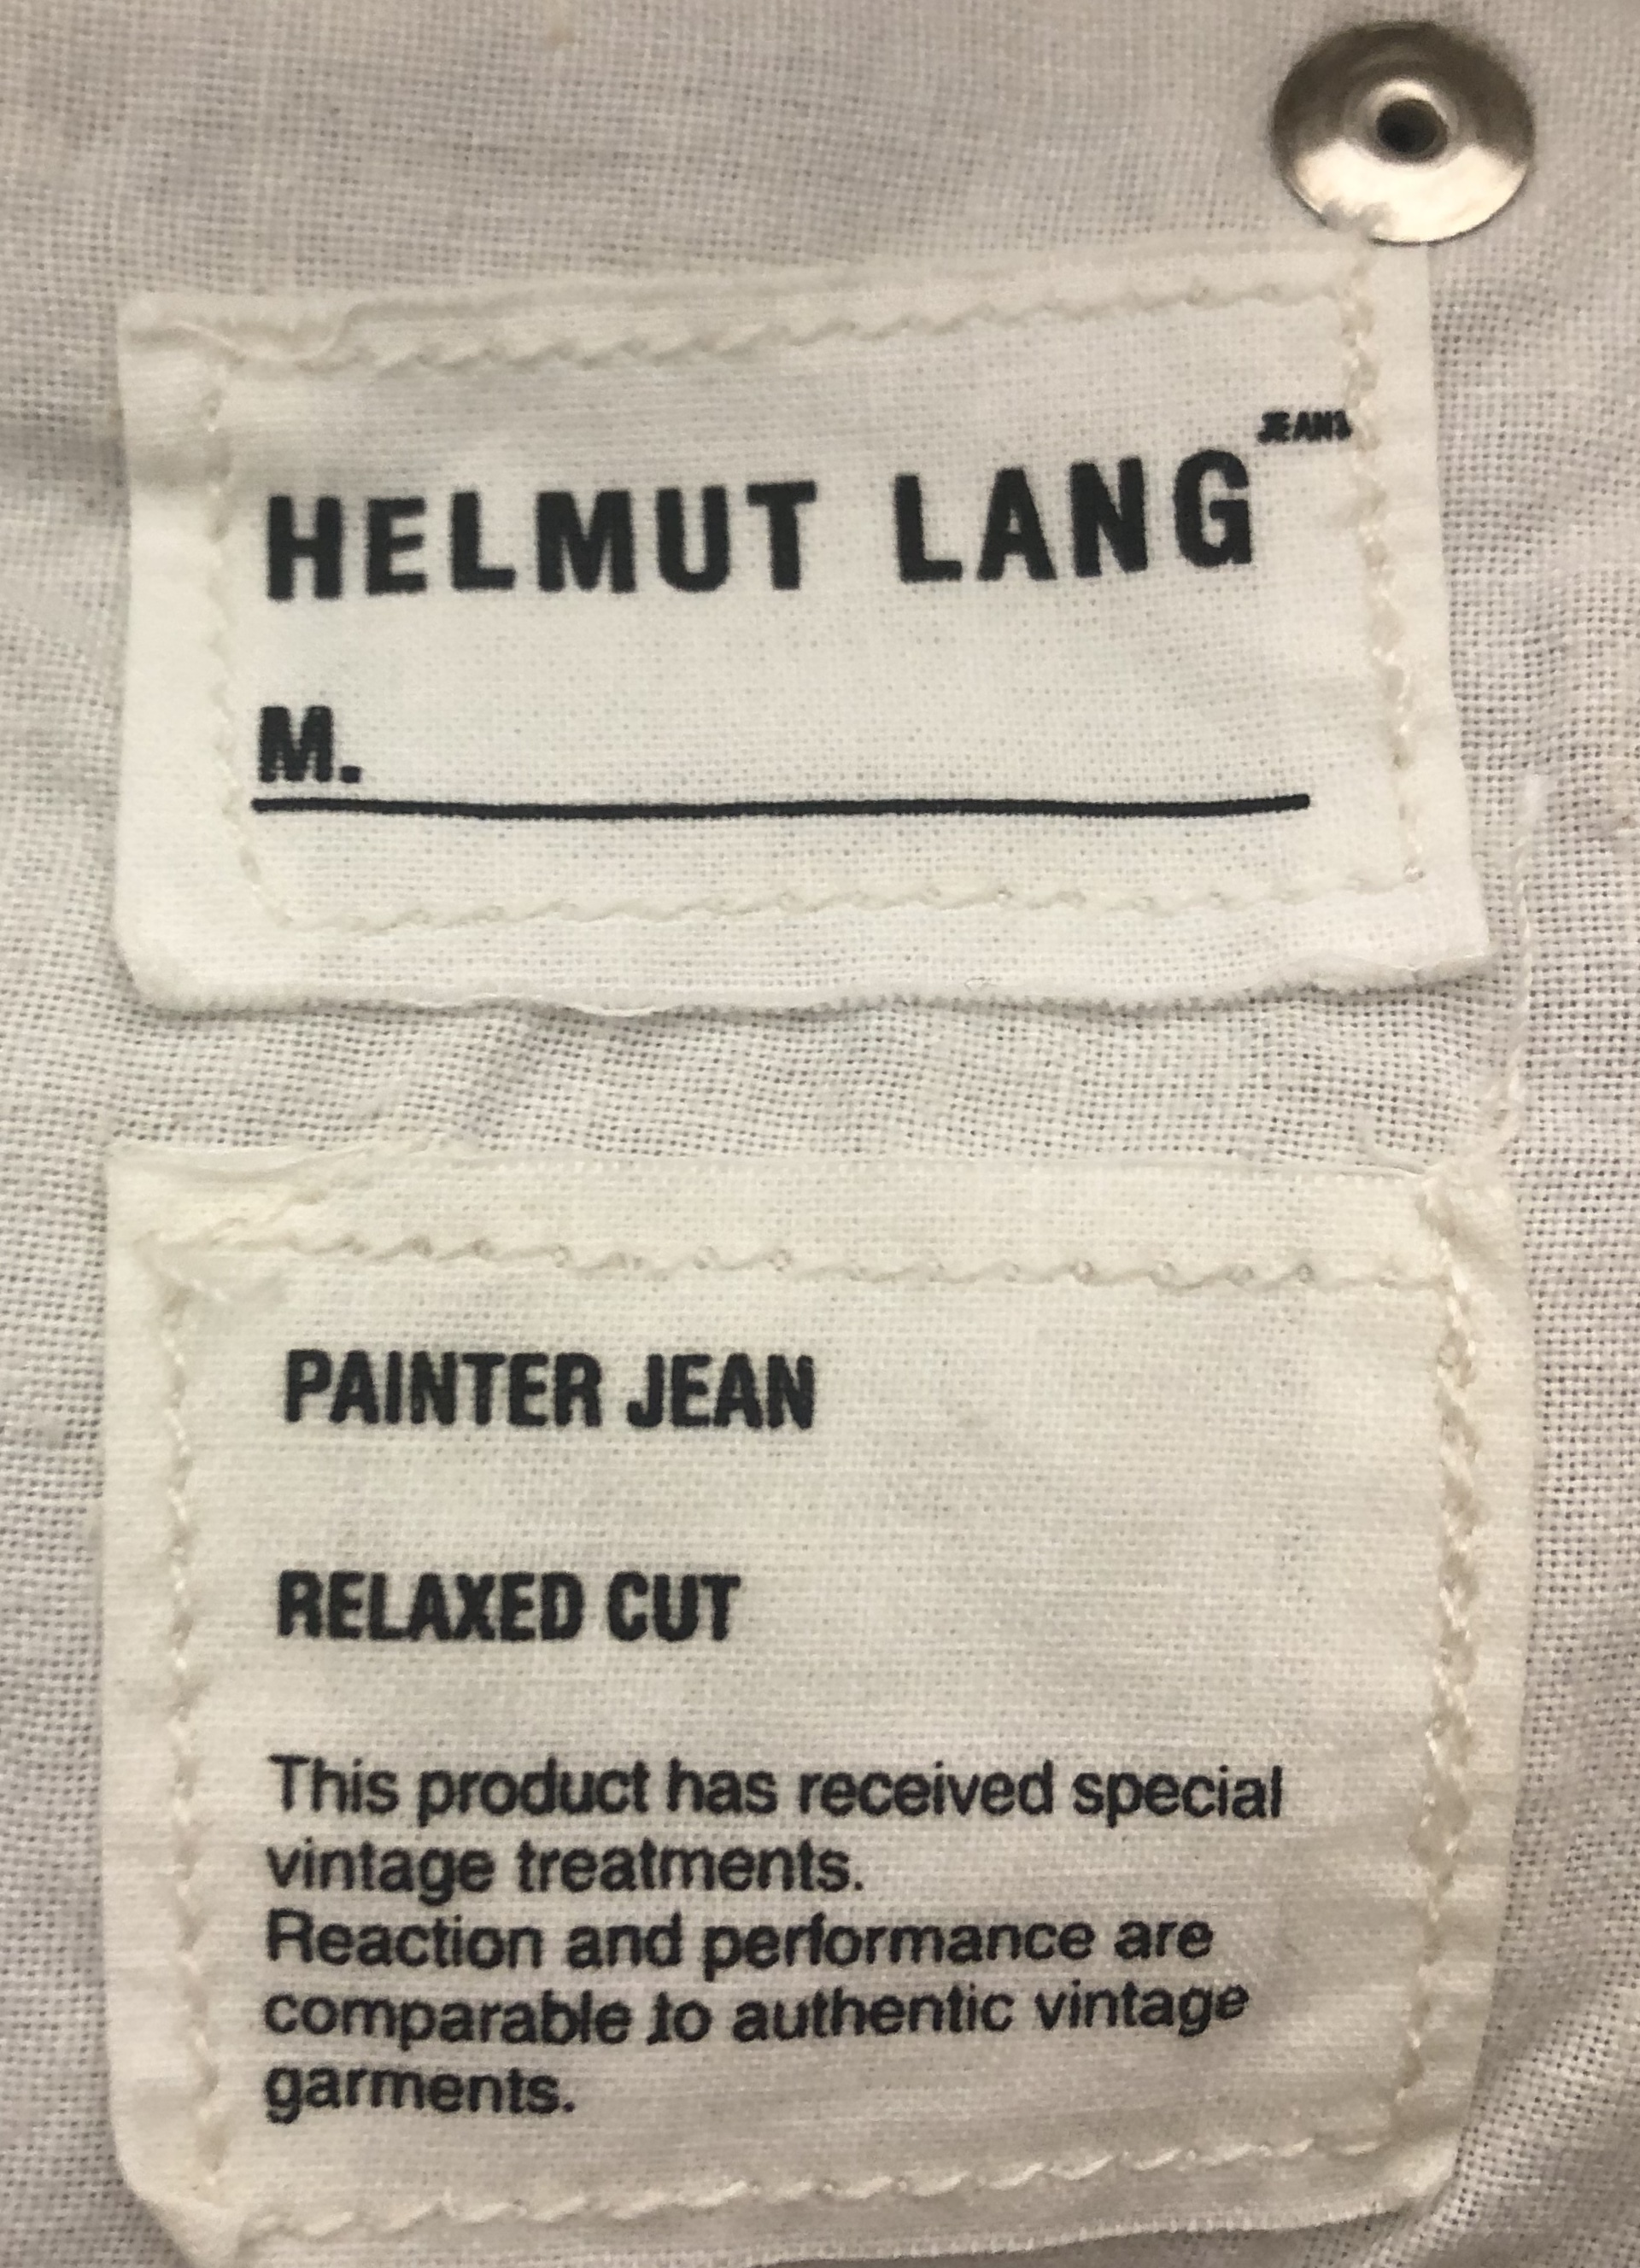 HELMUT LANG JEANS
M.
PAINTER JEAN
RELAXED CUT
This product has received special
vintage treatments.
Reaction and performance are
comparable to authentic vintage
garments.